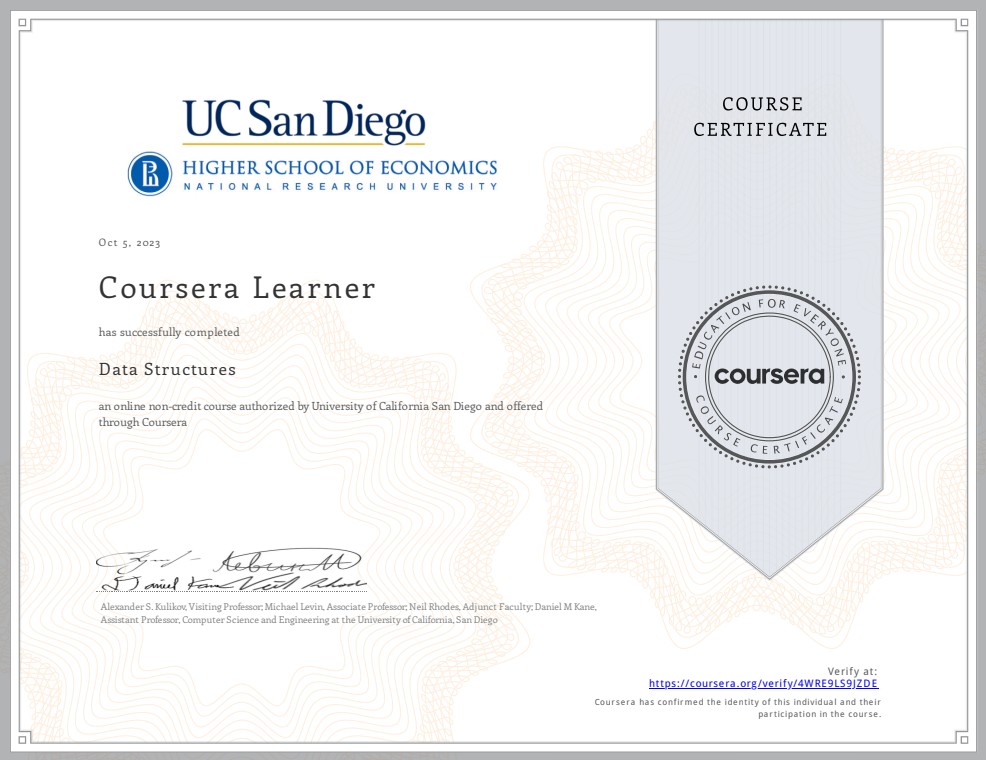 UC San Diego
HIGHER SCHOOL OF ECONOMICS
NATIONAL RESEARCH UNIVERSITY
COURSE
CERTIFICATE
Oct 5, 2023
Coursera Learner
has successfully completed
Data Structures
an online non-credit course authorized by University of California San Diego and offered
through Coursera
EDUCATION FOR EVERYONE
coursera
COURSE CERTIFICATE
Daniel Kane
Alexander S. Kulikov, Visiting Professor; Michael Levin, Associate Professor; Neil Rhodes, Adjunct Faculty; Daniel M Kane,
Assistant Professor, Computer Science and Engineering at the University of California, San Diego
Verify at:
https://coursera.org/verify/4WRE9LS9JZDE
Coursera has confirmed the identity of this individual and their
participation in the course.